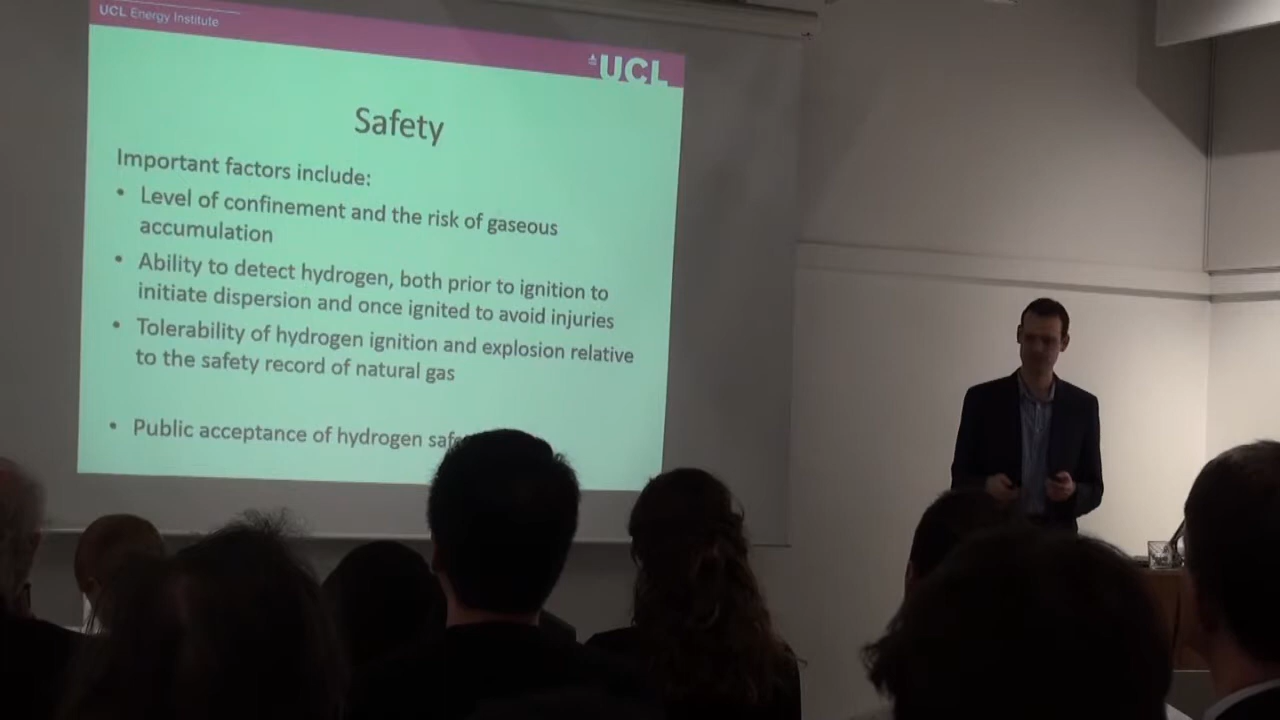 UCL Energy Institute
UCL
Safety
Important factors include:
• Level of confinement and the risk of gaseous
accumulation
• Ability to detect hydrogen, both prior to ignition to
initiate dispersion and once ignited to avoid injuries
• Tolerability of hydrogen ignition and explosion relative
to the safety record of natural gas
• Public acceptance of hydrogen